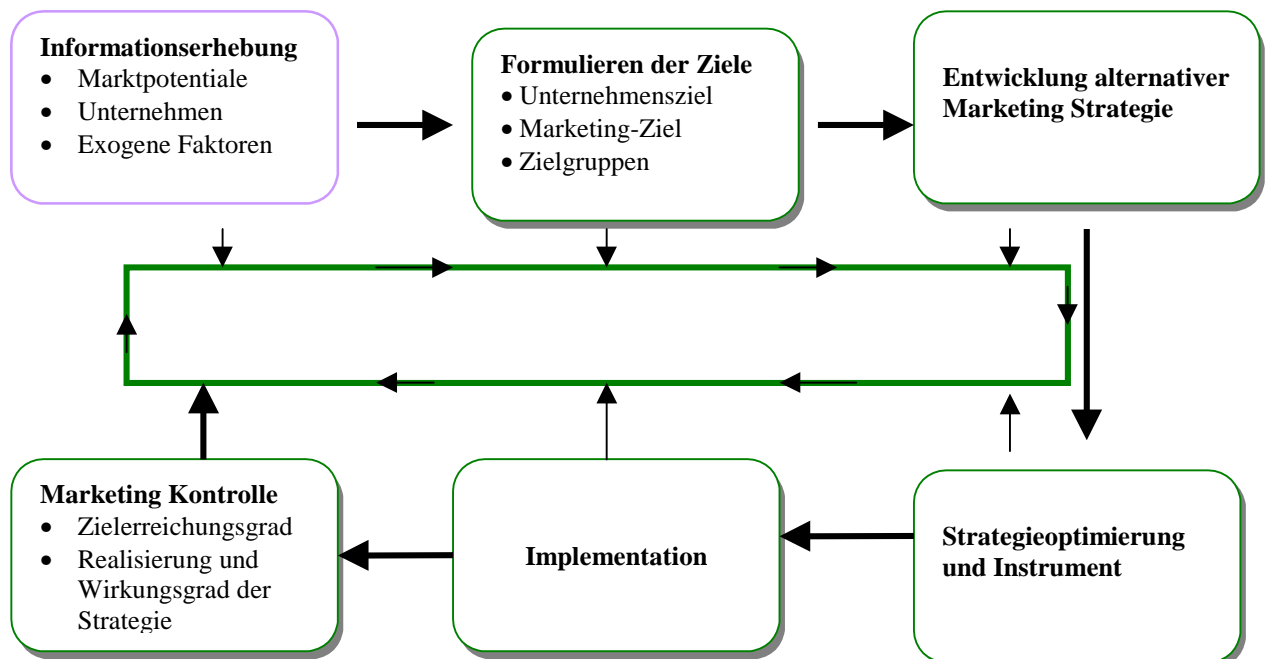 Informationserhebung
• Marktpotentiale
• Unternehmen
• Exogene Faktoren
Formulieren der Ziele
• Unternehmensziel
• Marketing-Ziel
• Zielgruppen
Entwicklung alternativer
Marketing Strategie
Marketing Kontrolle
• Zielerreichungsgrad
• Realisierung und
Wirkungsgrad der
Strategie
Implementation
Strategieoptimierung
und Instrument